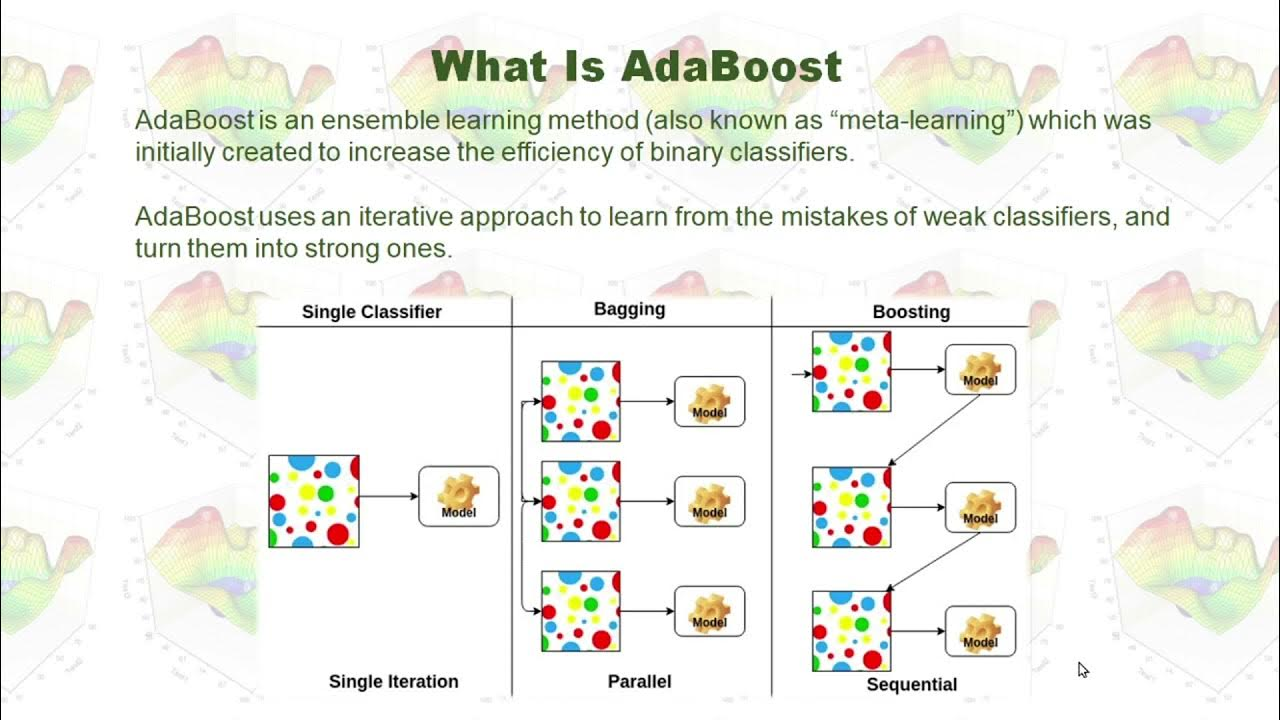 What Is AdaBoost
AdaBoost is an ensemble learning method (also known as “meta-learning”) which was
initially created to increase the efficiency of binary classifiers.
AdaBoost uses an iterative approach to learn from the mistakes of weak classifiers, and
turn them into strong ones.
Single Classifier
Bagging
Boosting
Model
Model
Model
Model
Model
Model
Model
Single Iteration
Parallel
Sequential